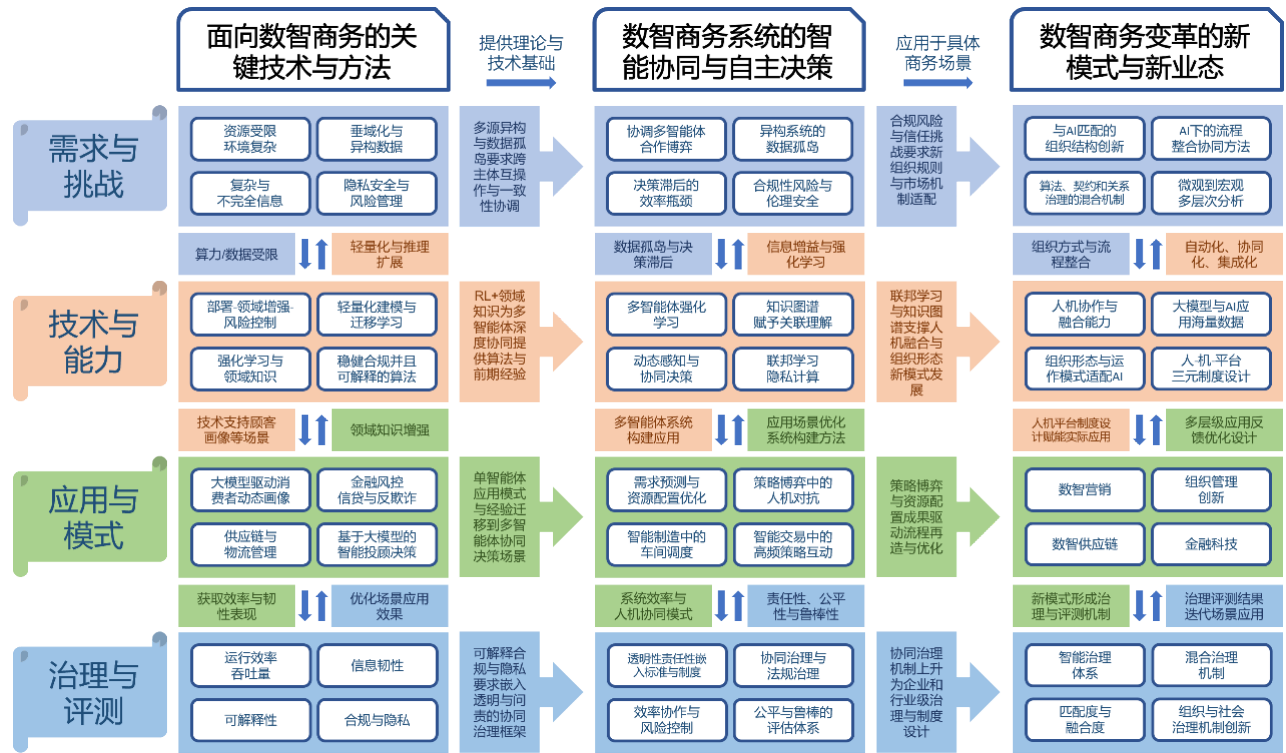 面向数智商务的关
键技术与方法
提供理论与
技术基础
数智商务系统的智
能协同与自主决策
应用于具体
商务场景
数智商务变革的新
模式与新业态
需求与
挑战
资源受限
环境复杂
垂域化与
异构数据
复杂与
不完全信息
隐私安全与
风险管理
多源异构
与数据孤
岛要求跨
主体互操
作与一致
性协调
协调多智能体
合作博弈
异构系统的
数据孤岛
决策滞后的
效率瓶颈
合规性风险与
伦理安全
合规风险
与信任挑
战要求新
组织规则
与市场机
制适配
与AI匹配的
组织结构创新
AI下的流程
整合协同方法
算法、契约和关系
治理的混合机制
微观到宏观
多层次分析
算力/数据受限
轻量化与推理
扩展
数据孤岛与决
策滞后
信息增益与强
化学习
组织方式与流
程整合
自动化、协同
化、集成化
技术与
能力
部署-领域增强-
风险控制
轻量化建模与
迁移学习
强化学习与
领域知识
稳健合规并且
可解释的算法
RL+领域
知识为多
智能体深
度协同提
供算法与
前期经验
多智能体强化
学习
知识图谱
赋予关联理解
动态感知与
协同决策
联邦学习
隐私计算
联邦学习
与知识图
谱支撑人
机融合与
组织形态
新模式发
展
人机协作与
融合能力
大模型与AI应
用海量数据
组织形态与运
作模式适配AI
人-机-平台
三元制度设计
技术支持顾客
画像等场景
领域知识增强
多智能体系统
构建应用
应用场景优化
系统构建方法
人机平台制度设
计赋能实际应用
多层级应用反
馈优化设计
应用与
模式
大模型驱动消
费者动态画像
金融风控
信贷与反欺诈
供应链与
物流管理
基于大模型的
智能投顾决策
单智能体
应用模式
与经验迁
移到多智
能体协同
决策场景
需求预测与
资源配置优化
策略博弈中的
人机对抗
智能制造中的
车间调度
智能交易中的
高频策略互动
策略博弈
与资源配
置成果驱
动流程再
造与优化
数智营销
组织管理
创新
数智供应链
金融科技
获取效率与韧
性表现
优化场景应用
效果
系统效率与
人机协同模式
责任性、公平
性与鲁棒性
新模式形成治
理与评测机制
治理评测结果
迭代场景应用
治理与
评测
运行效率
吞吐量
信息韧性
可解释性
合规与隐私
可解释合
规与隐私
要求嵌入
透明与问
责的协同
治理框架
透明性责任性嵌
入标准与制度
协同治理与
法规治理
效率协作与
风险控制
公平与鲁棒的
评估体系
协同治理
机制上升
为企业和
行业级治
理与制度
设计
智能治理
体系
混合治理
机制
匹配度与
融合度
组织与社会
治理机制创新